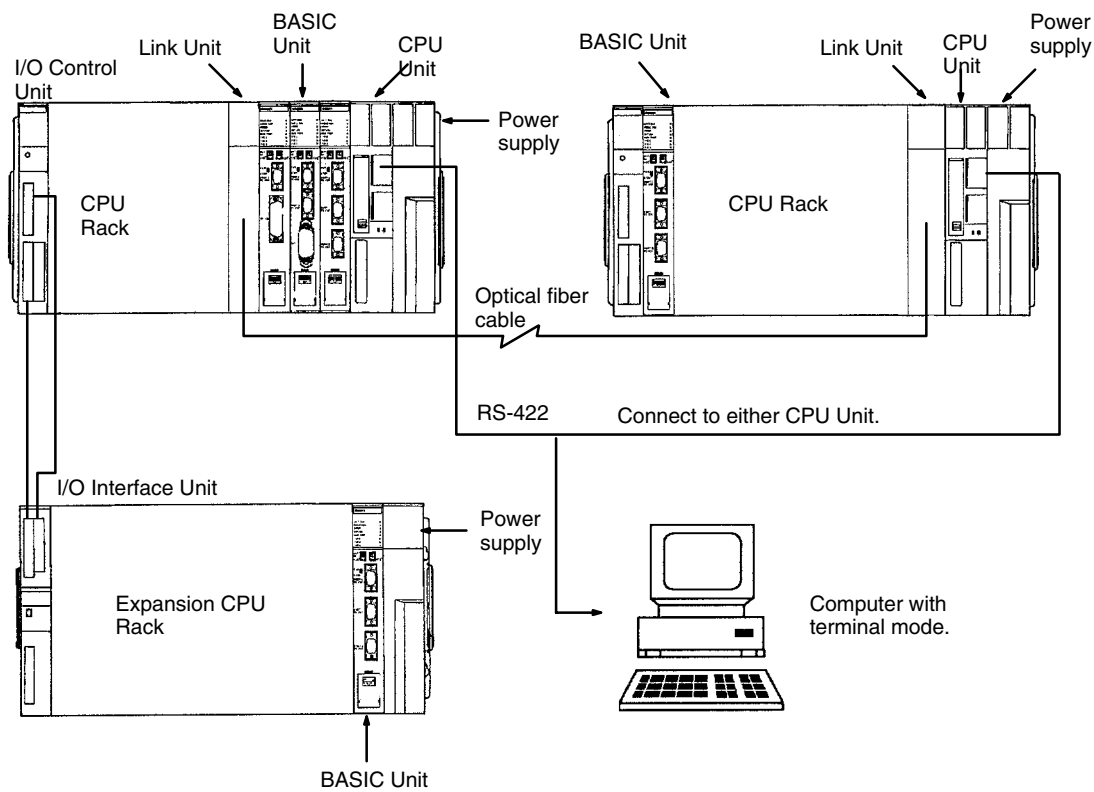 BASIC
Unit
Link Unit
CPU
Unit
I/O Control
Unit
Power
supply
CPU
Rack
BASIC Unit
Link Unit
CPU
Unit
Power
supply
CPU Rack
Optical fiber
cable
RS-422
Connect to either CPU Unit.
I/O Interface Unit
Power
supply
Expansion CPU
Rack
BASIC Unit
Computer with
terminal mode.